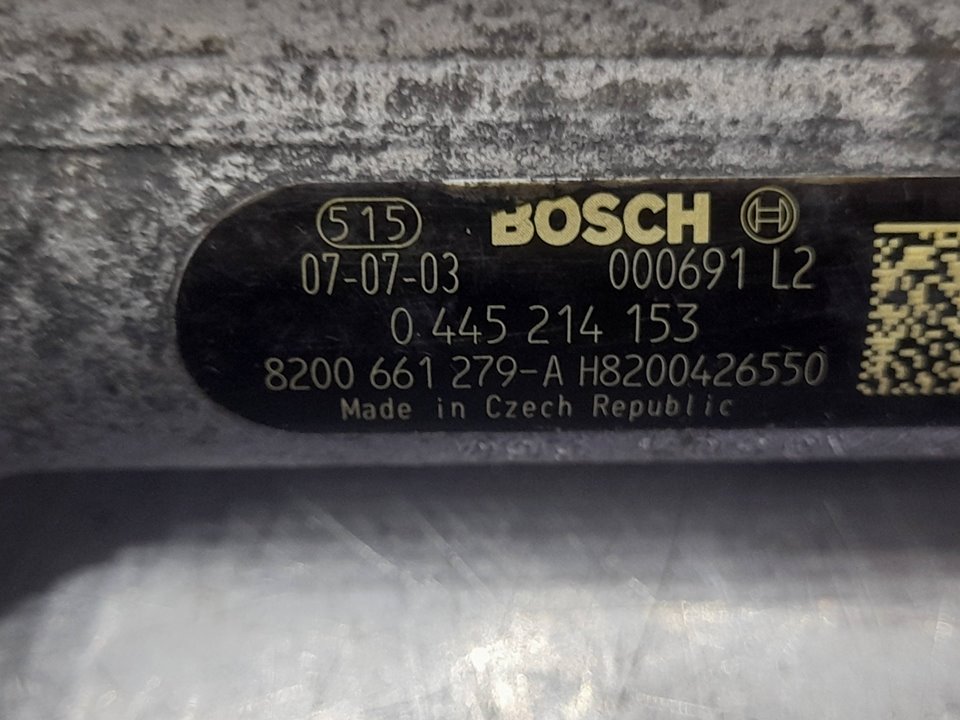 515 BOSCH
07-07-03 000691 L2
0 445 214 153
8200 661 279-A H8200426550
Made in Czech Republic